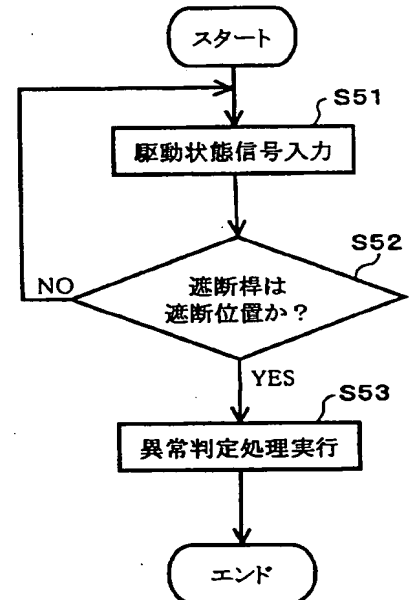 スタート
S51
駆動状態信号入力
S52
遮断桿は
遮断位置か？
NO
YES
S53
異常判定処理実行
エンド